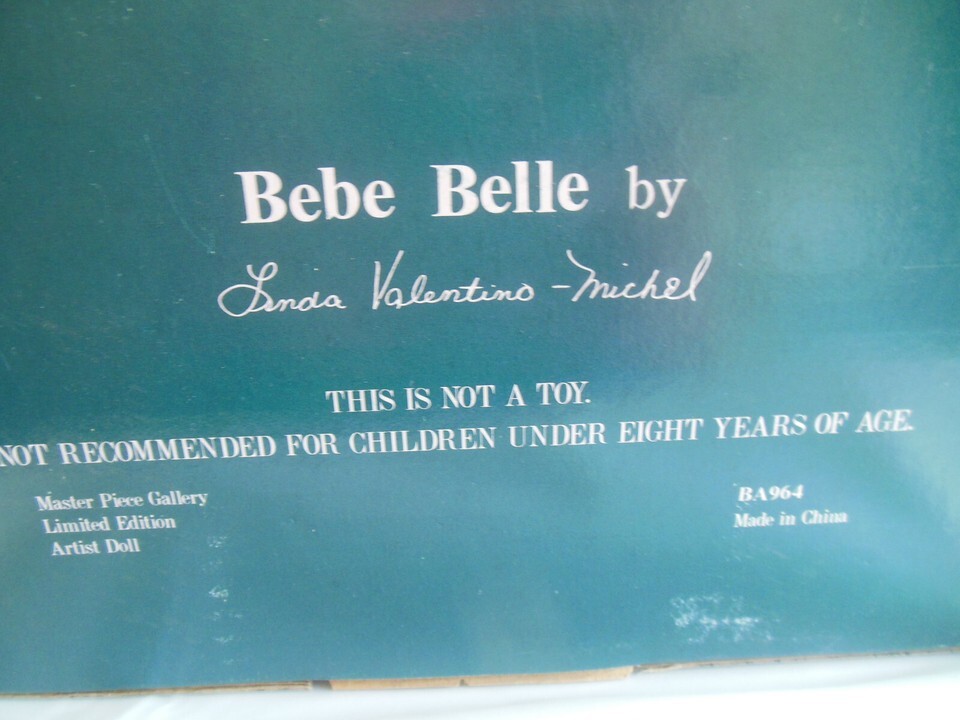 Bebe Belle by
Linda Valentino-Michel
THIS IS NOT A TOY.
NOT RECOMMENDED FOR CHILDREN UNDER EIGHT YEARS OF AGE.
Master Piece Gallery
Limited Edition
Artist Doll
BA964
Made in China